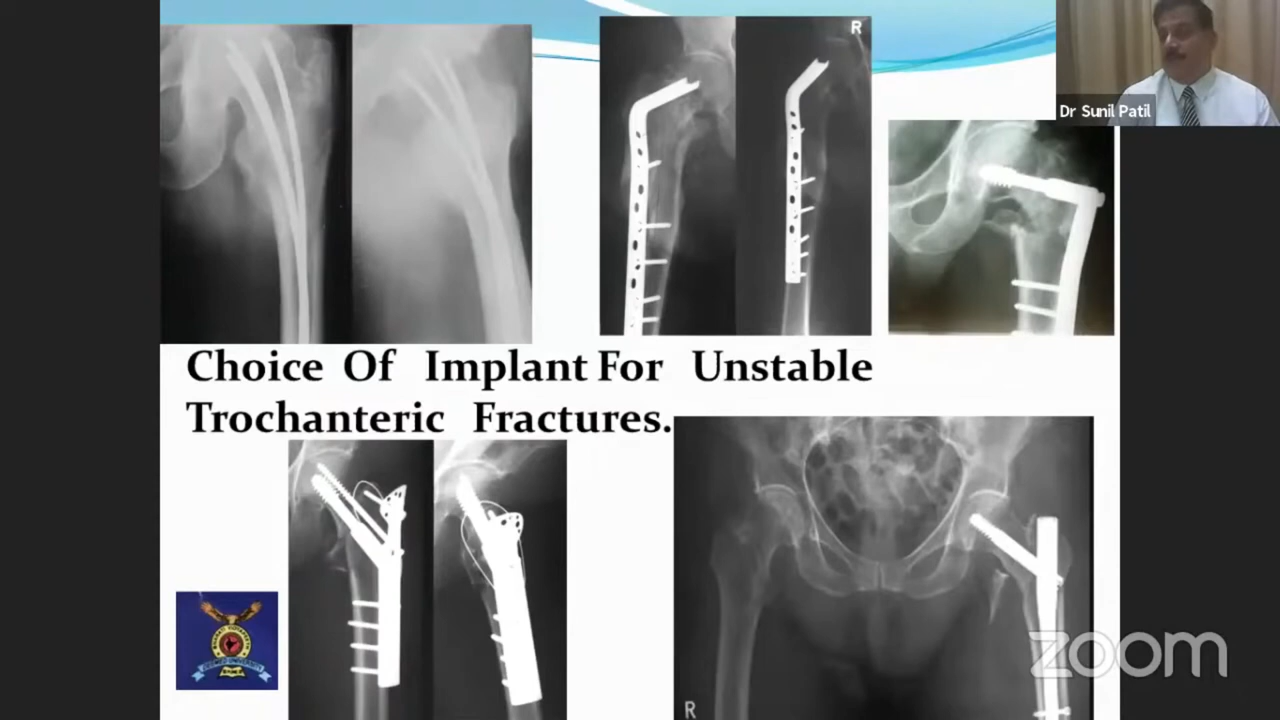 R
Dr Sunil Patil
Choice Of Implant For Unstable
Trochanteric Fractures.
R
zoom